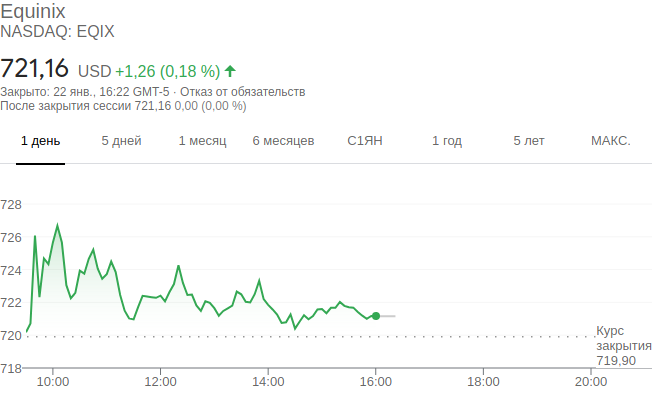 Equinix
NASDAQ: EQIX
721,16 USD +1,26 (0,18 %)
Закрыто: 22 янв., 16:22 GMT-5 · Отказ от обязательств
После закрытия сессии 721,16 0,00 (0,00 %)
1 день 5 дней 1 месяц 6 месяцев С1ЯН 1 год 5 лет МАКС.
728
726
724
722
720
718
Курс
закрытия
719,90
10:00 12:00 14:00 16:00 18:00 20:00